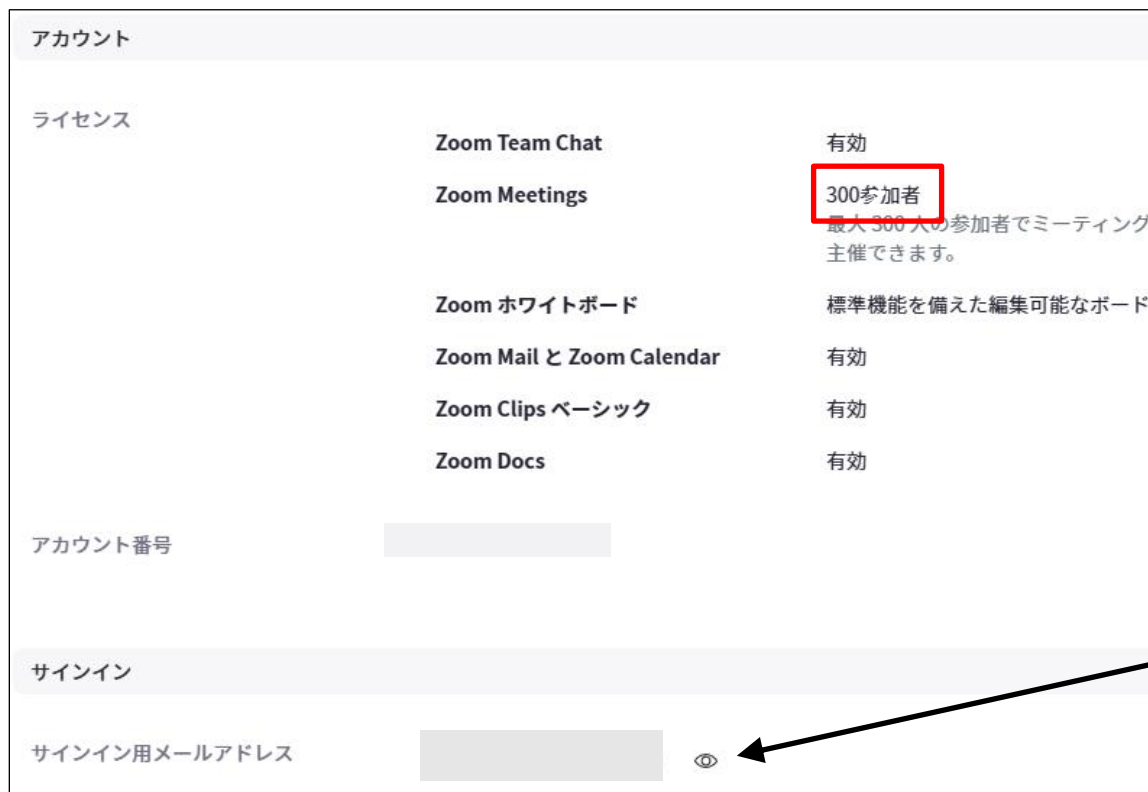 アカウント
ライセンス
Zoom Team Chat 有効
Zoom Meetings 300参加者
最大 300 人の参加者でミーティング
主催できます。
Zoom ホワイトボード 標準機能を備えた編集可能なボード
Zoom Mail と Zoom Calendar 有効
Zoom Clips ベーシック 有効
Zoom Docs 有効
アカウント番号
サインイン
サインイン用メールアドレス